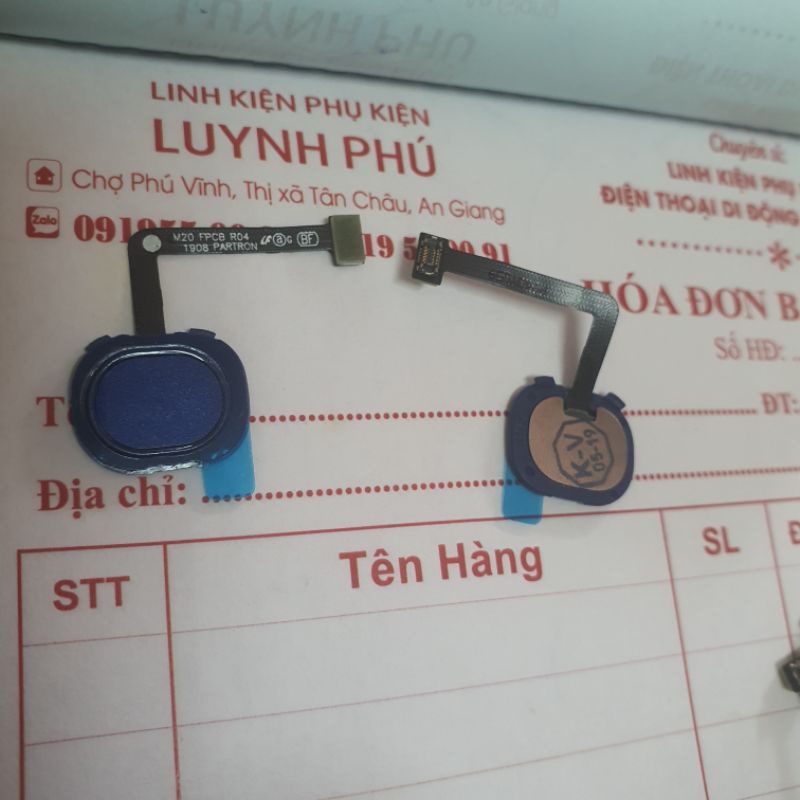 LINH KIỆN PHỤ KIỆN
LUYNH PHÚ
Chợ Phú Vĩnh, Thị xã Tân Châu, An Giang
Zalo
Chuyên sỉ:
LINH KIỆN PHỤ
ĐIỆN THOẠI DI ĐỘNG
M20 FPCB R04
1908 PARTRON
BF
HÓA ĐƠN B
Số HĐ:
ĐT:
Địa chỉ:
K-V
05-19
STT
Tên Hàng
SL
Đ